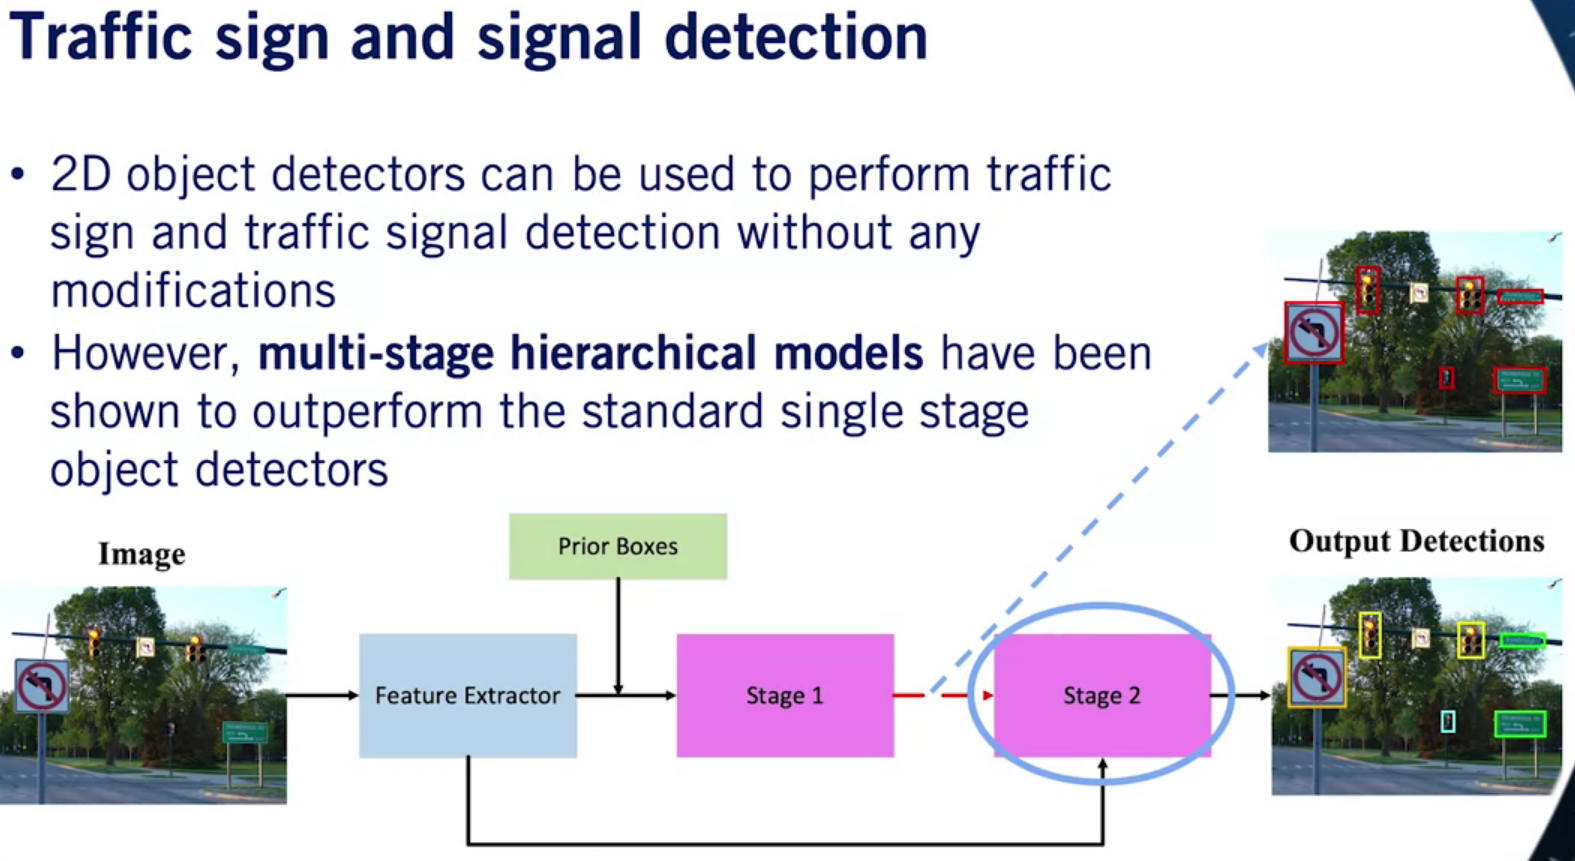 Traffic sign and signal detection
• 2D object detectors can be used to perform traffic
sign and traffic signal detection without any
modifications
• However, multi-stage hierarchical models have been
shown to outperform the standard single stage
object detectors
Image
Prior Boxes
Output Detections
Feature Extractor
Stage 1
Stage 2